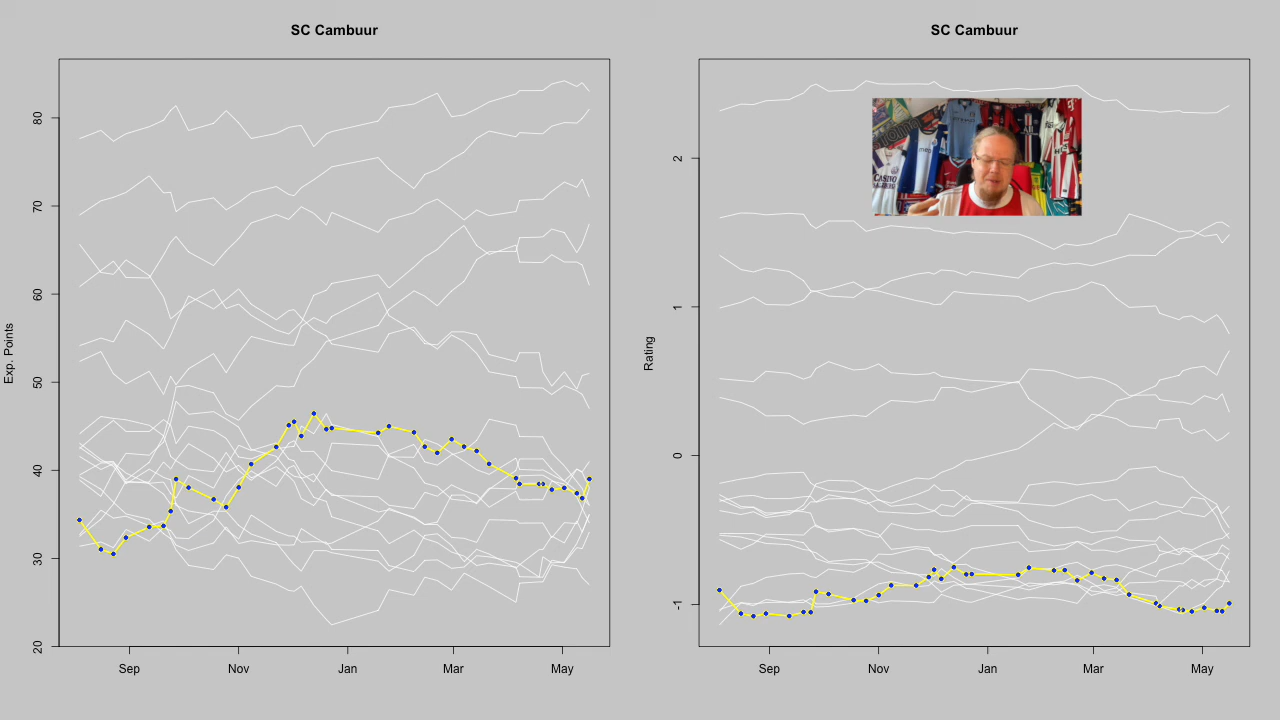 SC Cambuur
80
70
60
50
40
30
20
Exp. Points
Sep
Nov
Jan
Mar
May
SC Cambuur
2
1
0
-1
Rating
Sep
Nov
Jan
Mar
May
CASINO